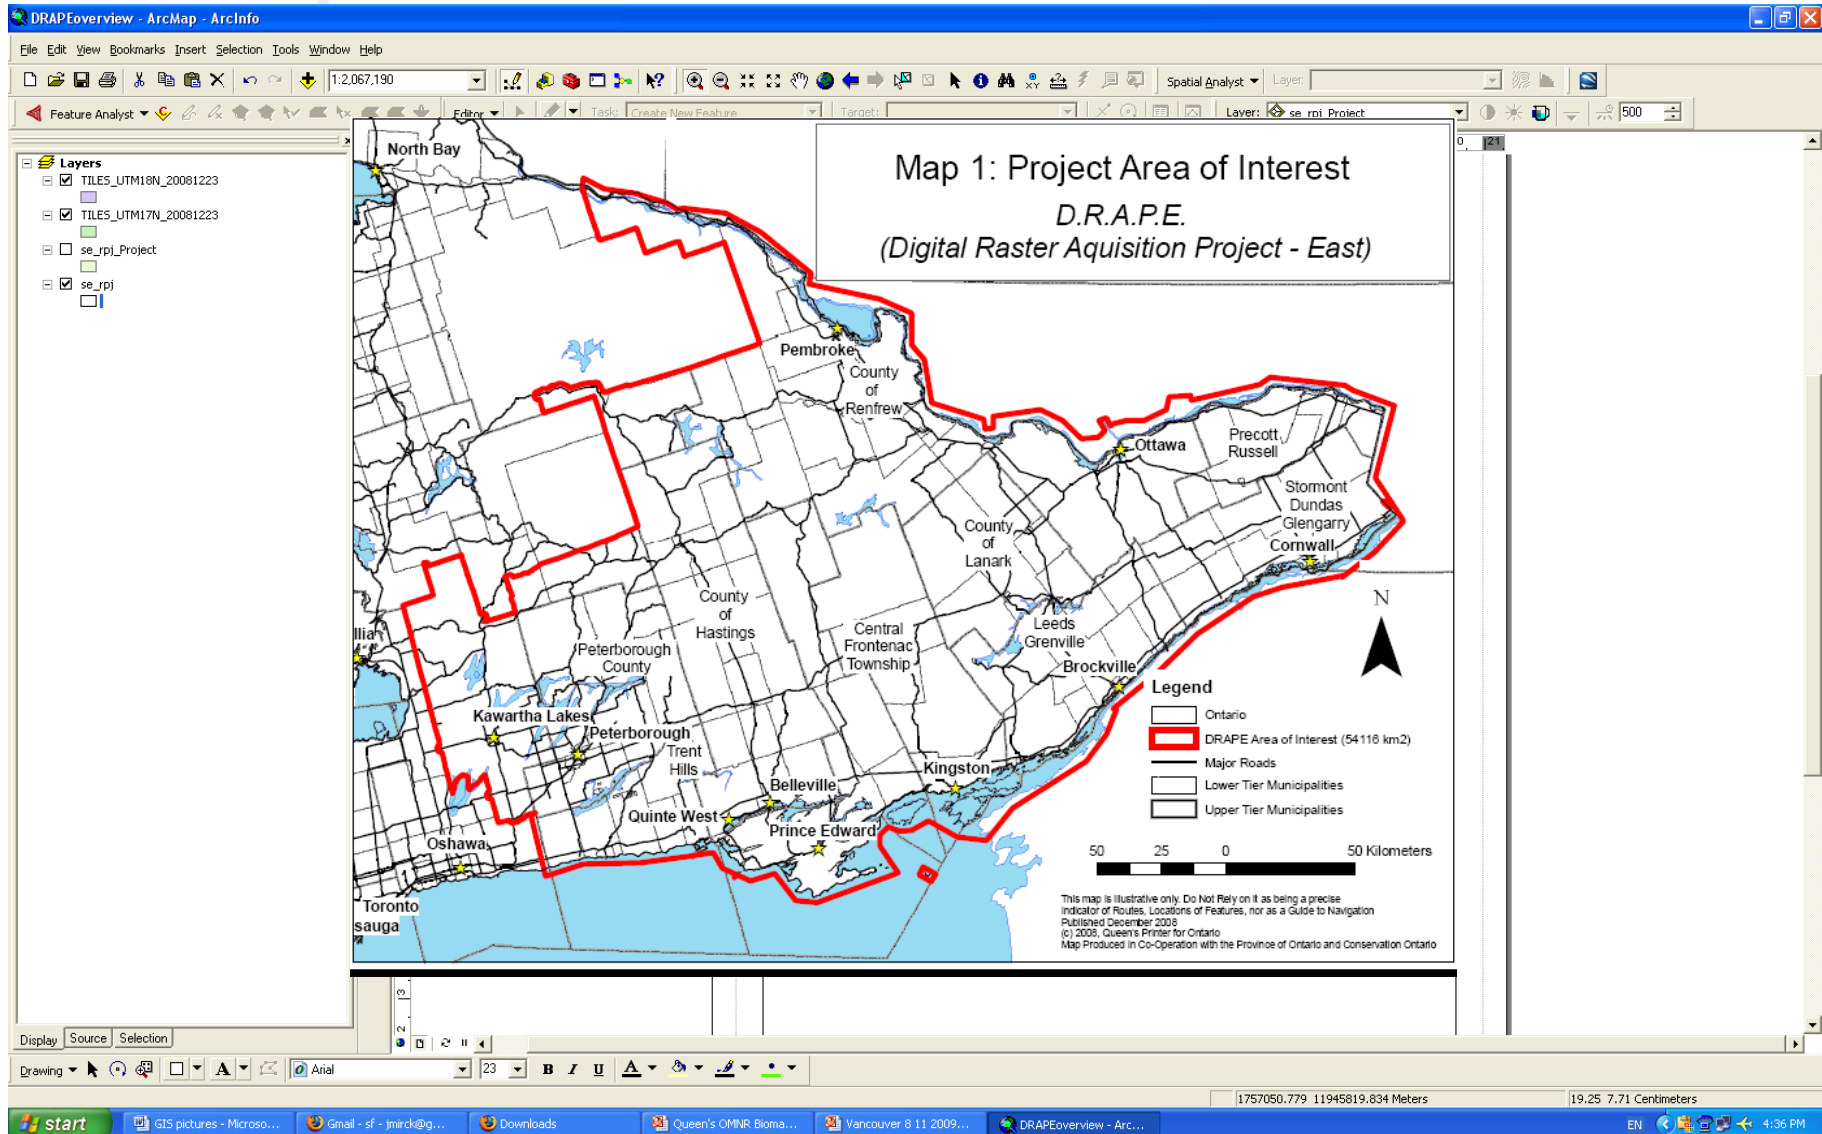 DRAPEoverview - ArcMap - ArcInfo
File Edit View Bookmarks Insert Selection Tools Window Help
1:2,067,190
Spatial Analyst
Layer:
Feature Analyst
Editor
Task:
Create New Feature
Target:
Layer:
se_rpj_Project
500
Layers
TILES_UTM18N_20081223
TILES_UTM17N_20081223
se_rpj_Project
se_rpj
0
21
Map 1: Project Area of Interest
D.R.A.P.E.
(Digital Raster Aquisition Project - East)
North Bay
Pembroke
County
of
Renfrew
Ottawa
Precott
Russell
Stormont
Dundas
Glengarry
Cornwall
County
of
Lanark
County
of
Hastings
Central
Frontenac
Township
Leeds
Grenville
Brockville
Peterborough
County
llia
Kawartha Lakes
Peterborough
Trent
Hills
Belleville
Kingston
Quinte West
Prince Edward
Oshawa
Toronto
sauga
N
Legend
Ontario
DRAPE Area of Interest (54116 km2)
Major Roads
Lower Tier Municipalities
Upper Tier Municipalities
50 25 0 50 Kilometers
This map is Illustrative only. Do Not Rely on it as being a precise
Indicator of Routes, Locations of Features, nor as a Guide to Navigation
Published December 2008
(c) 2008, Queen's Printer for Ontario
Map Produced in Co-Operation with the Province of Ontario and Conservation Ontario
3
2
Display Source Selection
Drawing
A
Arial
23
B I U A
1757050.779 11945819.834 Meters
19.25 7.71 Centimeters
start
GIS pictures - Microso...
Gmail - sf - jmirck@g...
Downloads
Queen's OMNR Bioma...
Vancouver 8 11 2009...
DRAPEoverview - Arc...
EN
4:36 PM